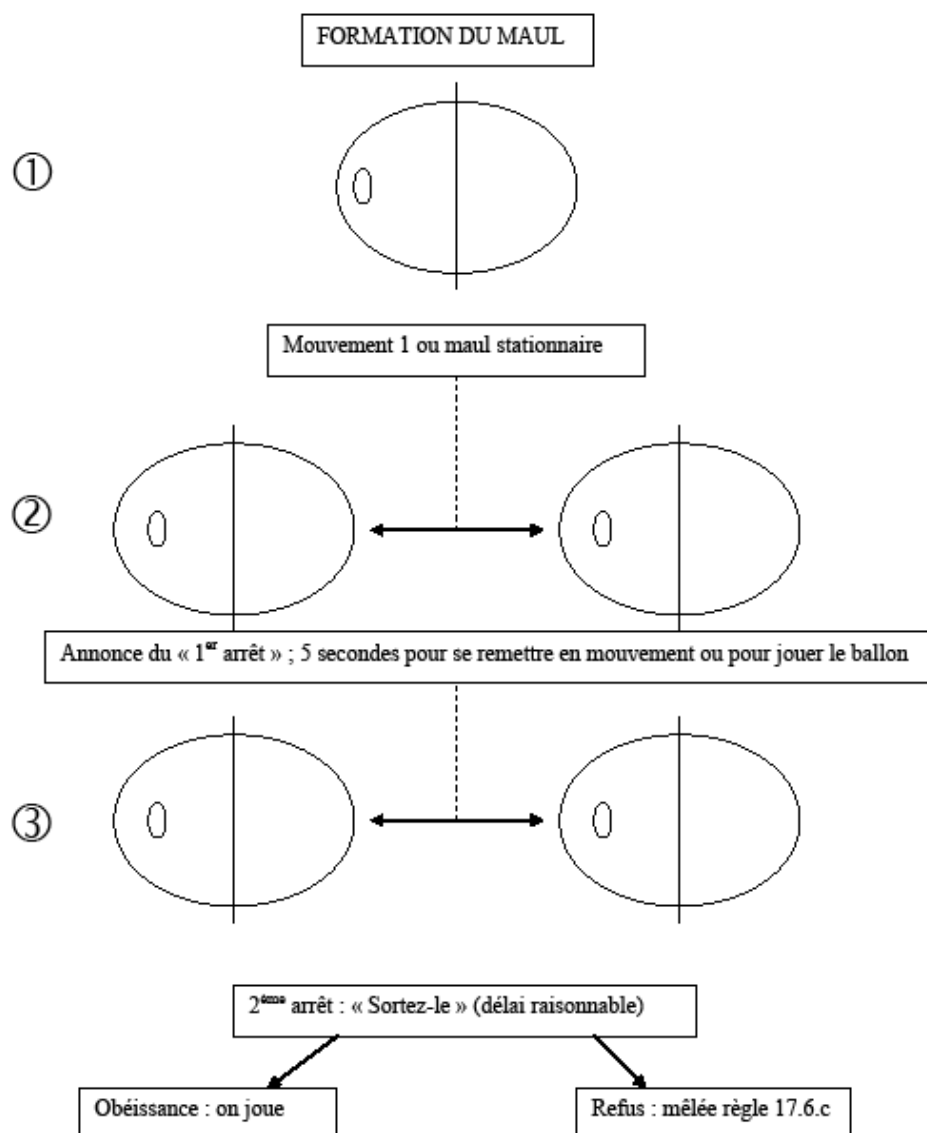 FORMATION DU MAUL
①
Mouvement 1 ou maul stationnaire
②
Annonce du « 1er arrêt » ; 5 secondes pour se remettre en mouvement ou pour jouer le ballon
③
2ème arrêt : « Sortez-le » (délai raisonnable)
Obéissance : on joue
Refus : mêlée règle 17.6.c